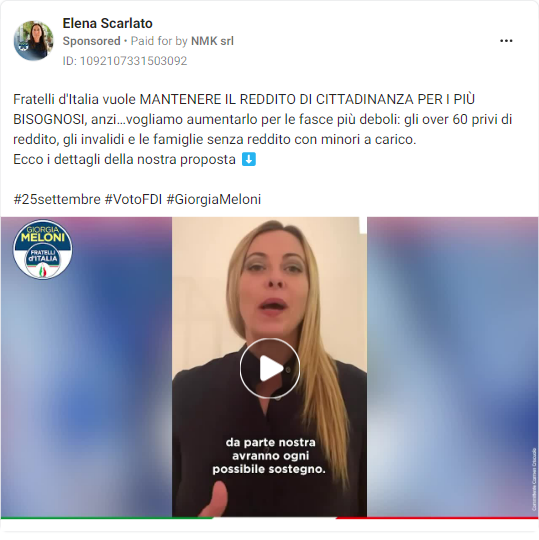 Elena Scarlato
Sponsored • Paid for by NMK srl
ID: 1092107331503092
Fratelli d'Italia vuole MANTENERE IL REDDITO DI CITTADINANZA PER I PIÙ
BISOGNOSI, anzi...vogliamo aumentarlo per le fasce più deboli: gli over 60 privi di
reddito, gli invalidi e le famiglie senza reddito con minori a carico.
Ecco i dettagli della nostra proposta ⬇️
#25settembre #VotoFDI #GiorgiaMeloni
GIORGIA
MELONI
FRATELLI
d'ITALIA
da parte nostra
avranno ogni
possibile sostegno.